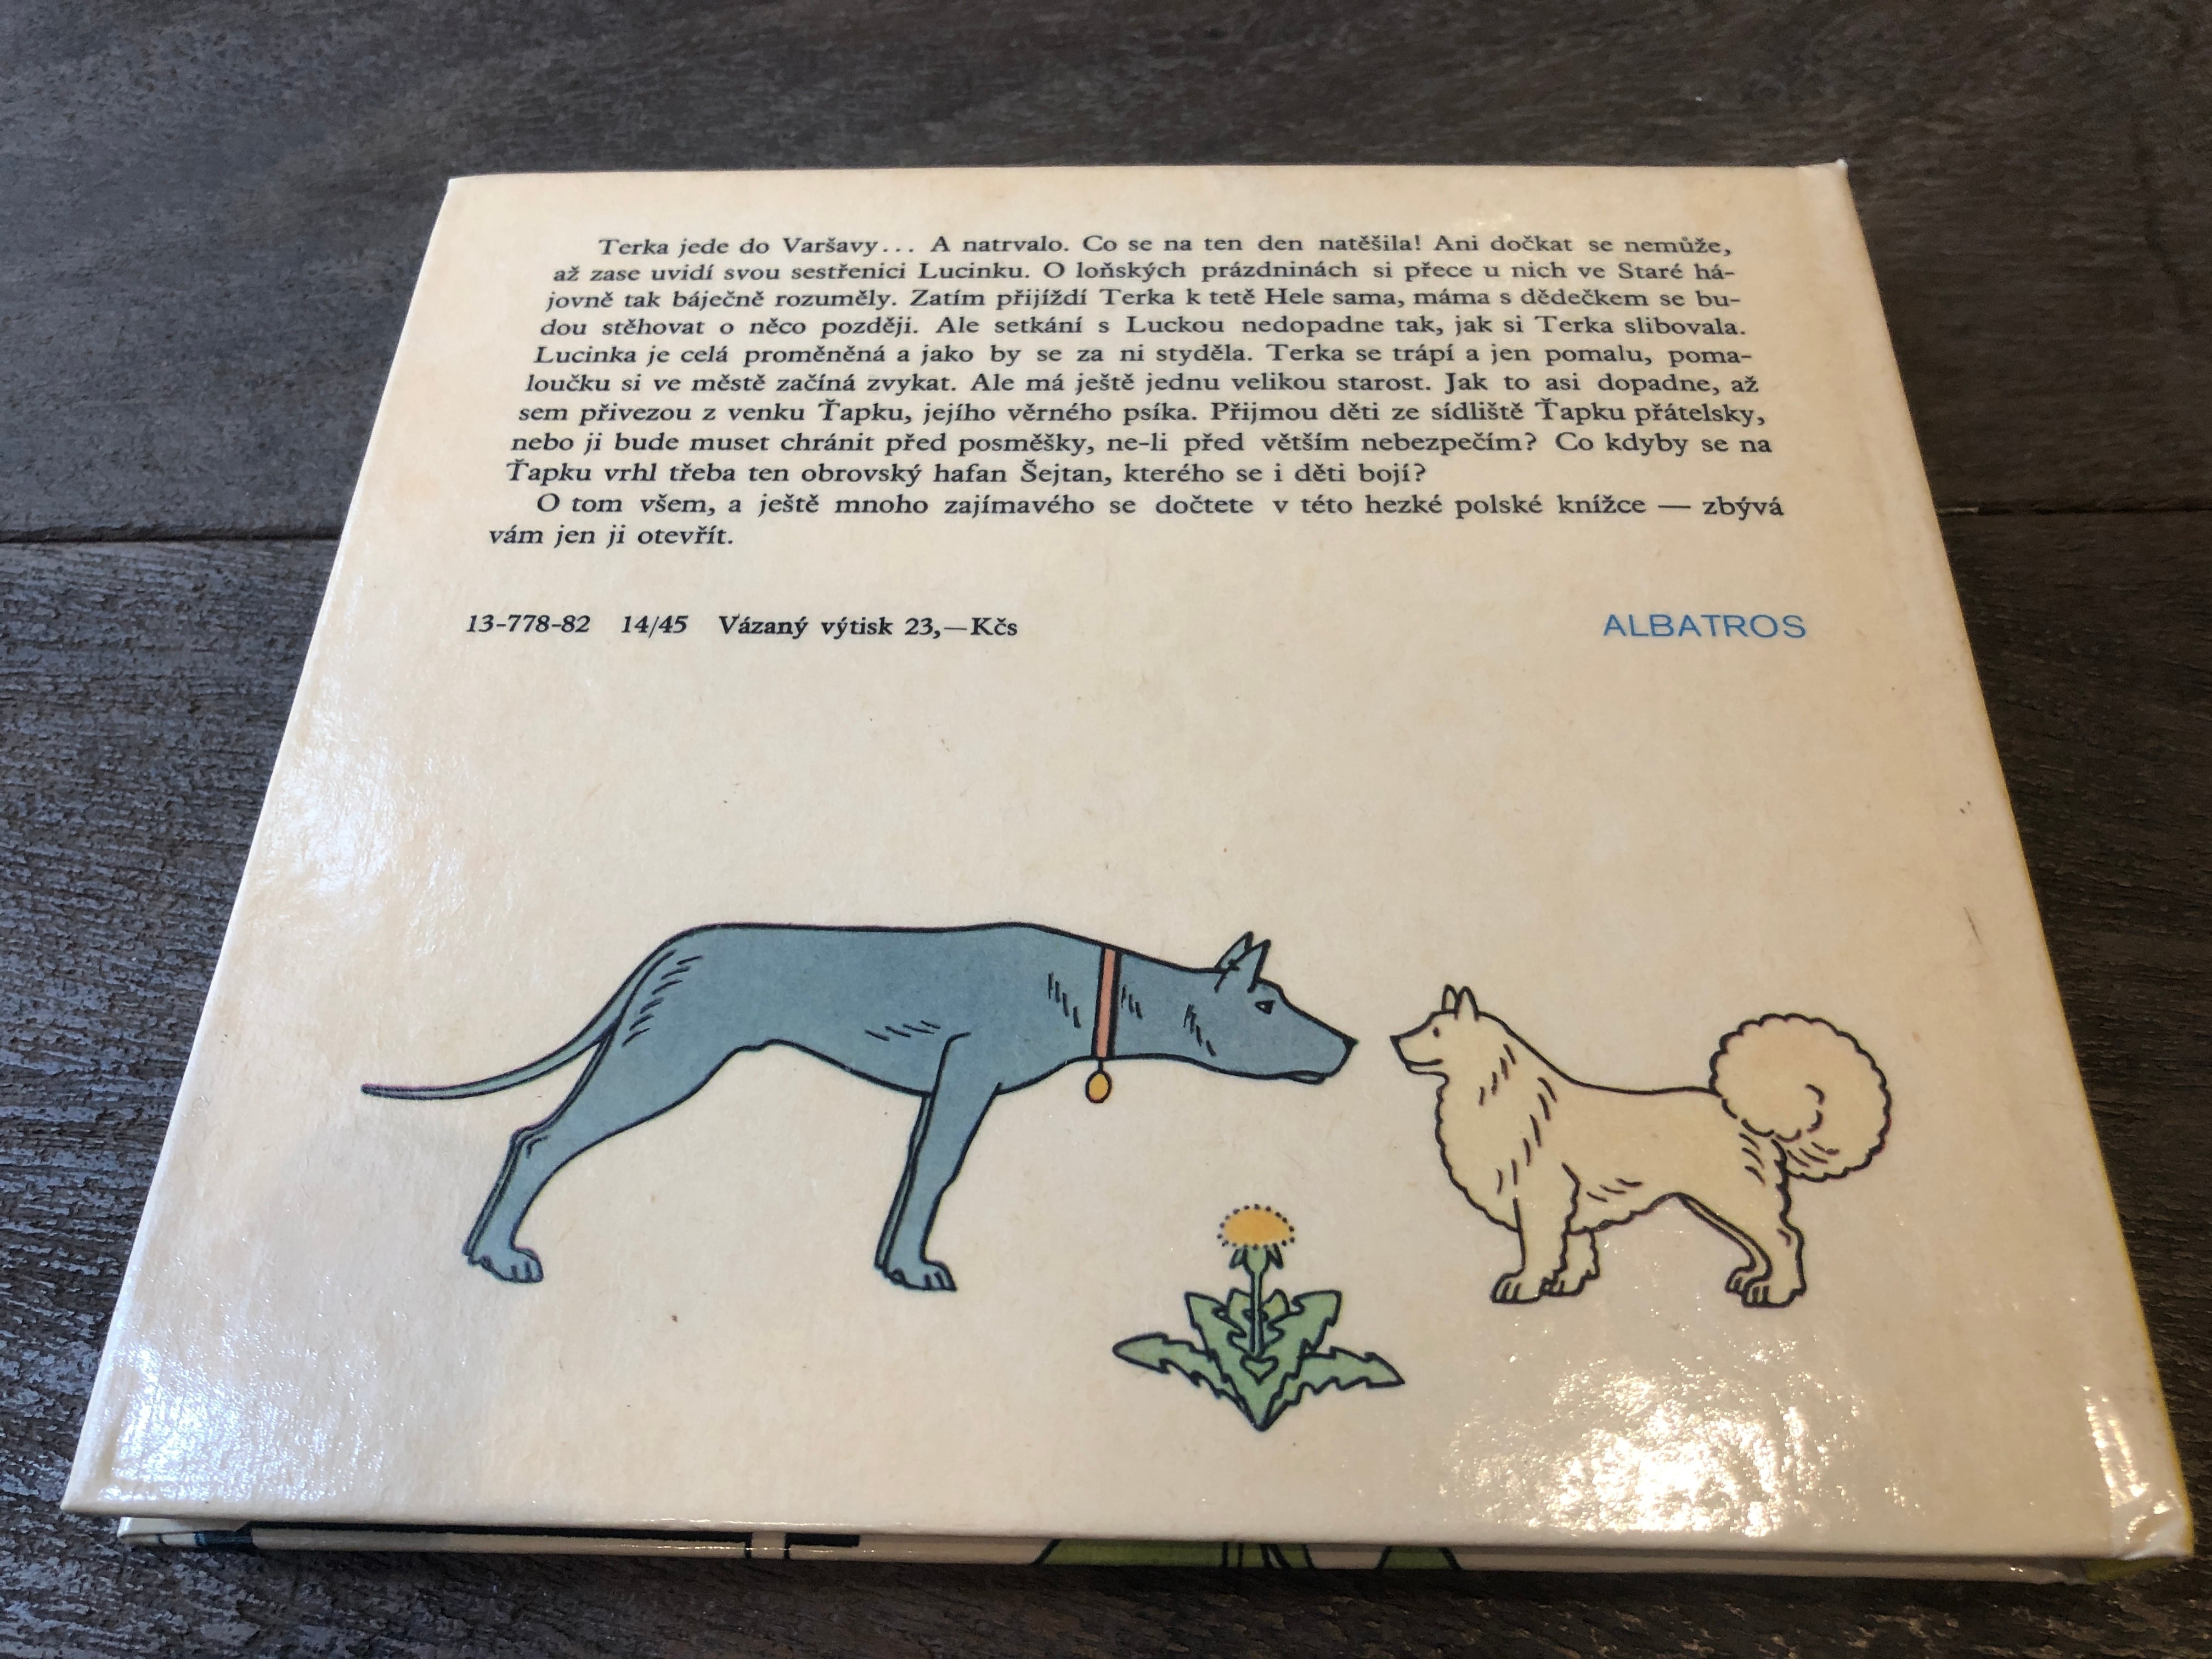 Terka jede do Varšavy... A natrvalo. Co se na ten den natěšila! Ani dočkat se nemůže,
až zase uvidí svou sestřenici Lucinku. O loňských prázdninách si přece u nich ve Staré há-
jovně tak báječně rozuměly. Zatím přijíždí Terka k tetě Hele sama, máma s dědečkem se bu-
dou stěhovat o něco později. Ale setkání s Luckou nedopadne tak, jak si Terka slibovala.
Lucinka je celá proměněná a jako by se za ni styděla. Terka se trápí a jen pomalu, poma-
loučku si ve městě začíná zvykat. Ale má ještě jednu velikou starost. Jak to asi dopadne, až
sem přivezou z venku Ťapku, jejího věrného psíka. Přijmou děti ze sídliště Ťapku přátelsky,
nebo ji bude muset chránit před posměšky, ne-li před větším nebezpečím? Co kdyby se na
Ťapku vrhl třeba ten obrovský hafan Šejtan, kterého se i děti bojí?
O tom všem, a ještě mnoho zajímavého se dočtete v této hezké polské knížce — zbývá
vám jen ji otevřít.
13-778-82 14/45 Vázaný výtisk 23,—Kčs
ALBATROS